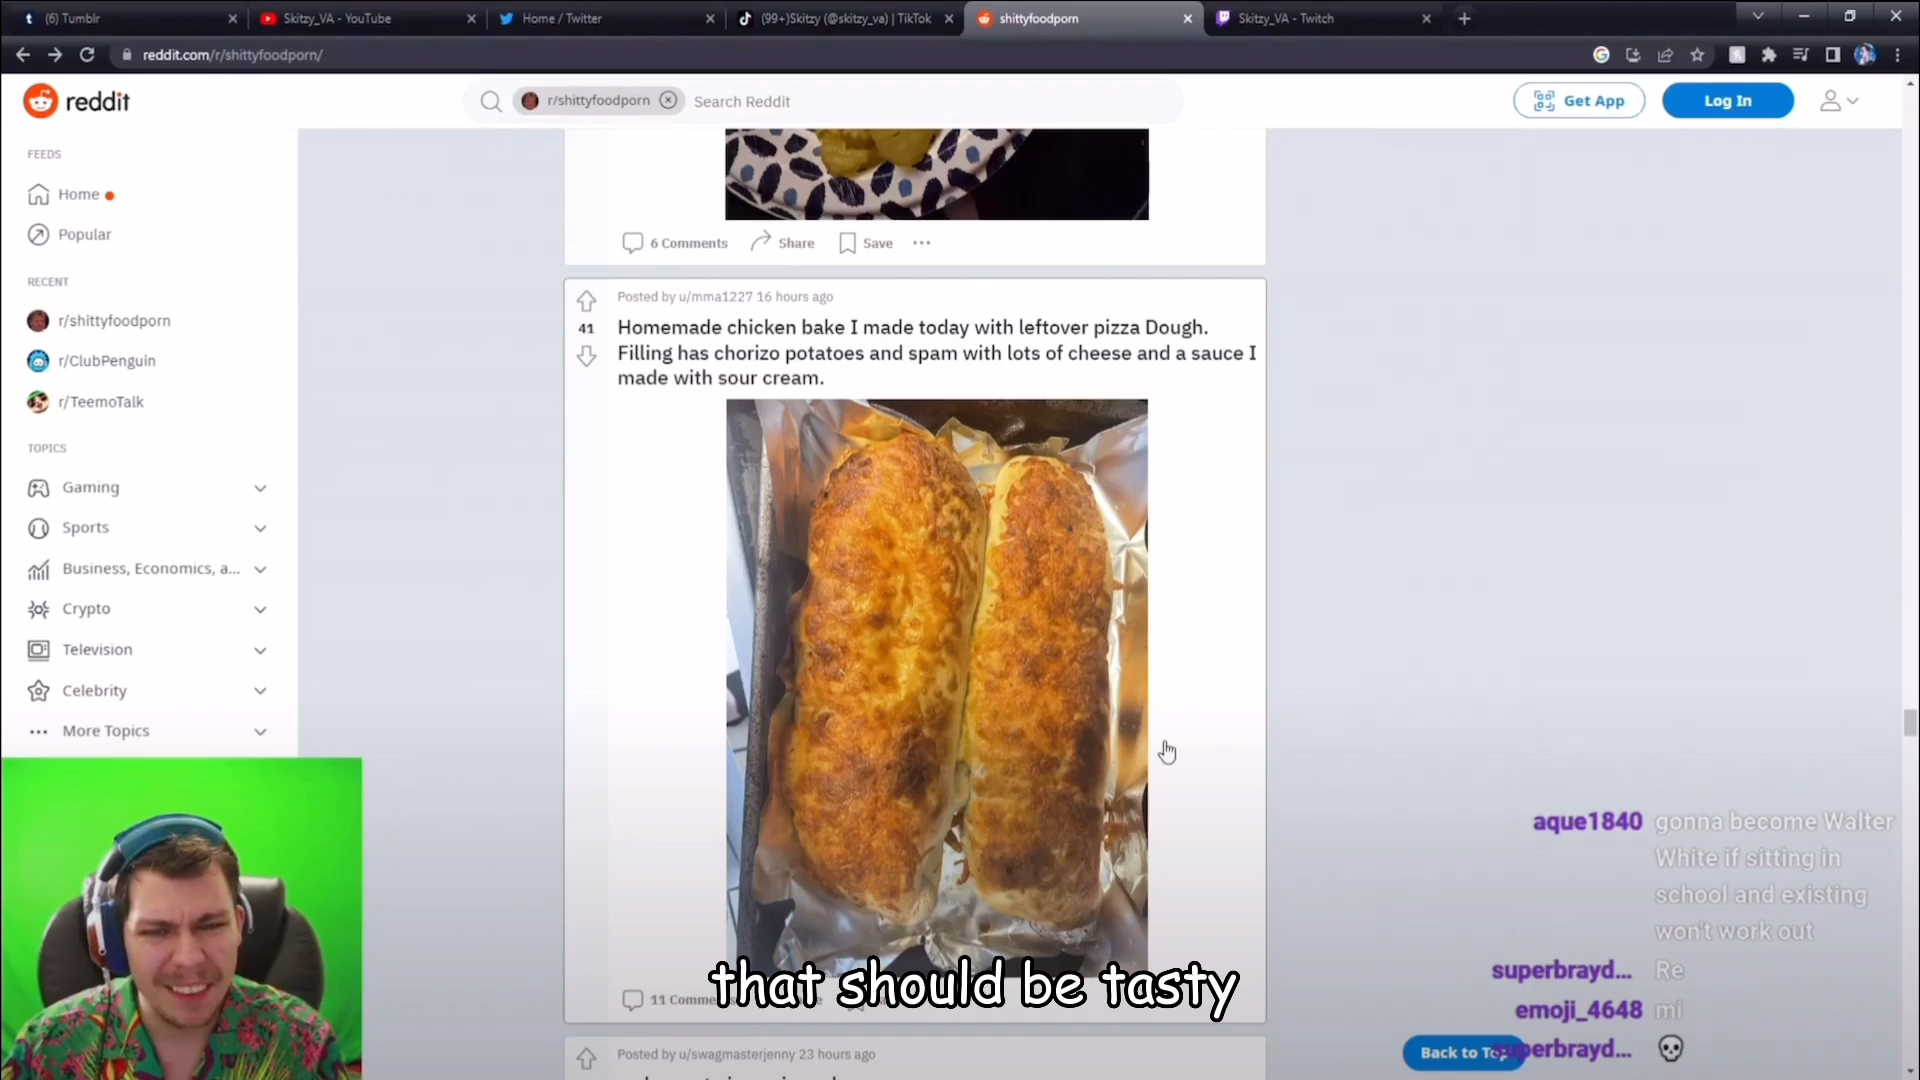 (6) Tumblr
Skitzy_VA - YouTube
Home / Twitter
(99+)Skitzy (@skitzy_va) | TikTok
shittyfoodporn
Skitzy_VA - Twitch
reddit.com/r/shittyfoodporn/
reddit
r/shittyfoodporn
Search Reddit
Get App
Log In
FEEDS
Home
Popular
RECENT
r/shittyfoodporn
r/ClubPenguin
r/TeemoTalk
TOPICS
Gaming
Sports
Business, Economics, a...
Crypto
Television
Celebrity
More Topics
6 Comments
Share
Save
Posted by u/mma1227 16 hours ago
41
Homemade chicken bake I made today with leftover pizza Dough.
Filling has chorizo potatoes and spam with lots of cheese and a sauce I
made with sour cream.
11
that should be tasty
Posted by u/swagmasterjenny 23 hours ago
aque1840 gonna become Walter
White if sitting in
school and existing
won't work out
superbrayd... Re
emoji_4648 mi
superbrayd...
Back to